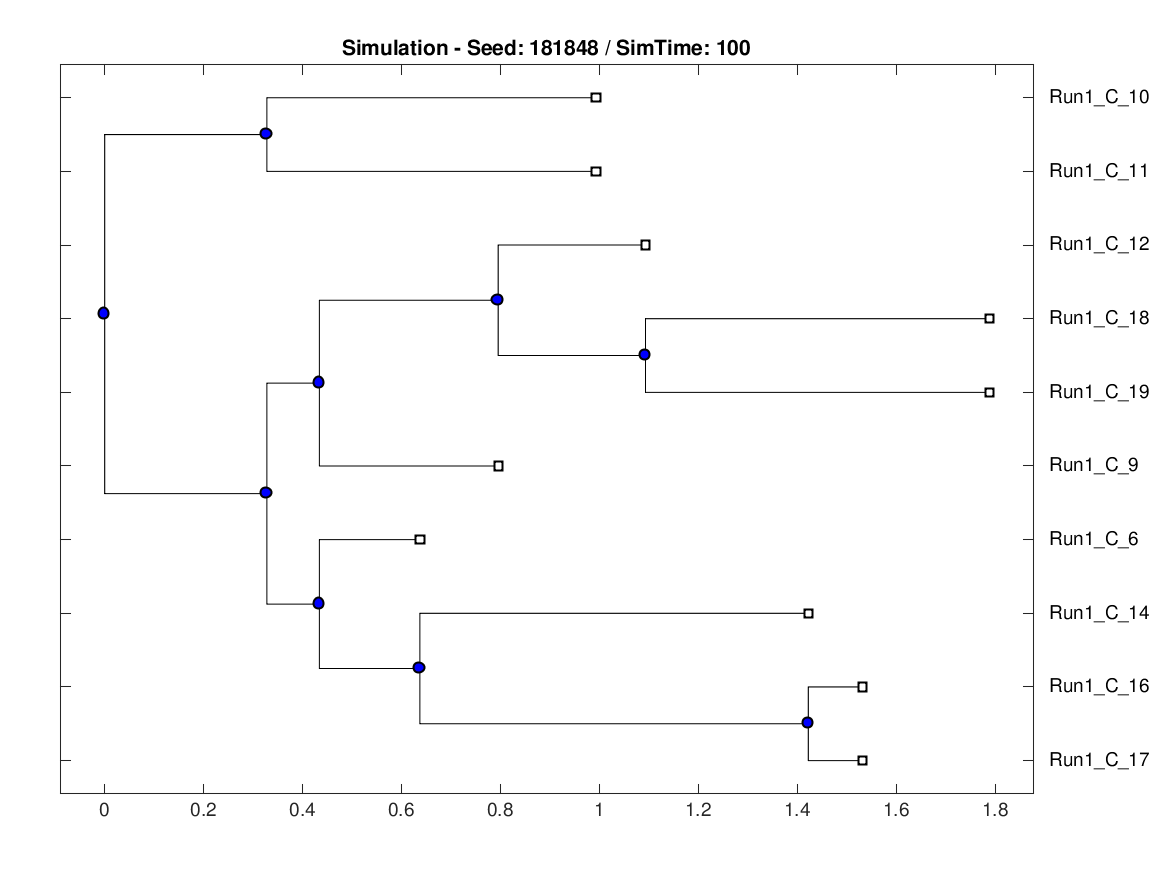 Simulation - Seed: 181848 / SimTime: 100
Run1_C_10
Run1_C_11
Run1_C_12
Run1_C_18
Run1_C_19
Run1_C_9
Run1_C_6
Run1_C_14
Run1_C_16
Run1_C_17
0 0.2 0.4 0.6 0.8 1 1.2 1.4 1.6 1.8